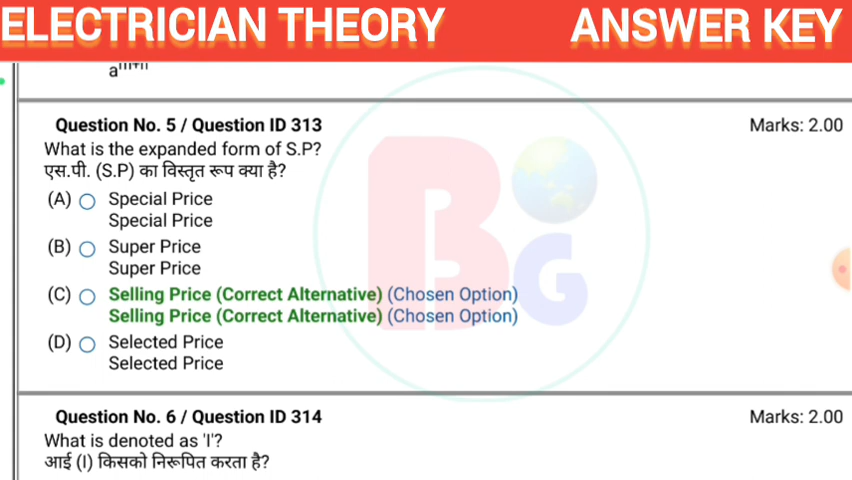 ELECTRICIAN THEORY ANSWER KEY
Question No. 5 / Question ID 313 Marks: 2.00
What is the expanded form of S.P?
एस.पी. (S.P) का विस्तृत रूप क्या है?
(A) Special Price
Special Price
(B) Super Price
Super Price
(C) Selling Price (Correct Alternative) (Chosen Option)
Selling Price (Correct Alternative) (Chosen Option)
(D) Selected Price
Selected Price
Question No. 6 / Question ID 314 Marks: 2.00
What is denoted as 'I'?
आई (I) किसको निरूपित करता है?
BG